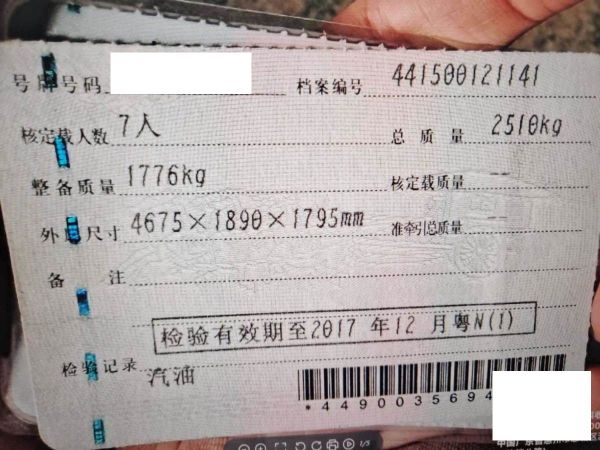 号牌号码 档案编号 441500121141
核定载人数 7人 总质量 2510kg
整备质量 1776kg 核定载质量 --
外廓尺寸 4675×1890×1795mm 准牵引总质量 --
备注
检验有效期至2017年12月粤N(1)
检验记录 汽油
*449003569
1/5